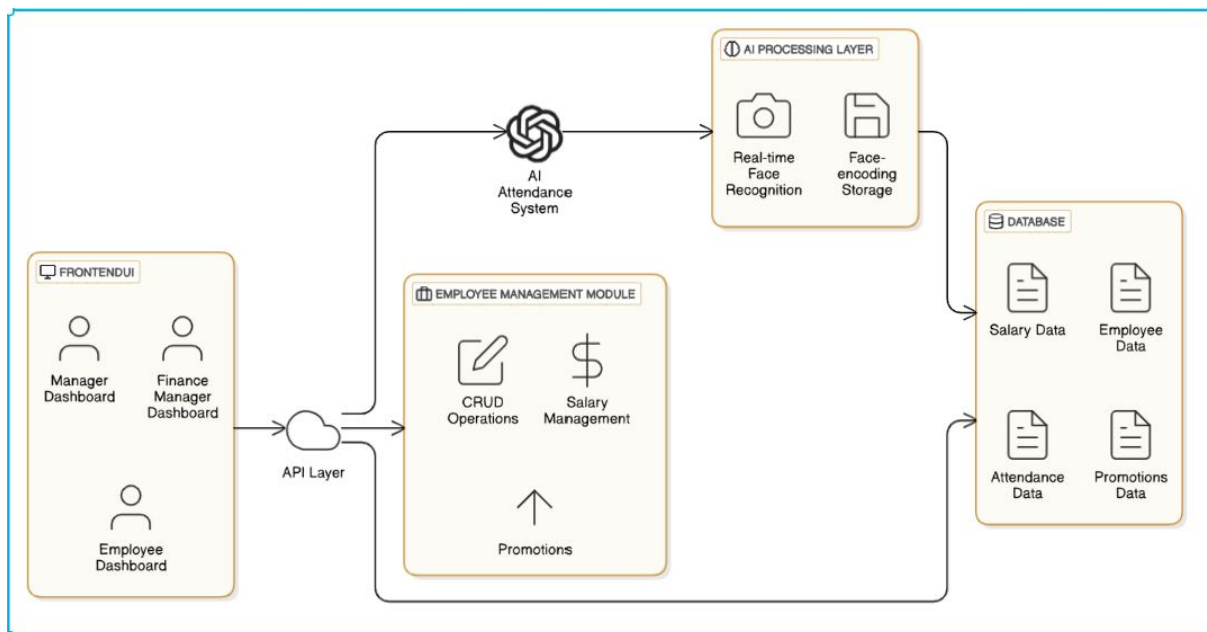 AI PROCESSING LAYER
Real-time
Face
Recognition
Face-
encoding
Storage
AI
Attendance
System
DATABASE
Salary Data
Employee
Data
Attendance
Data
Promotions
Data
FRONTENDUI
Manager
Dashboard
Finance
Manager
Dashboard
Employee
Dashboard
API Layer
EMPLOYEE MANAGEMENT MODULE
CRUD
Operations
Salary
Management
Promotions